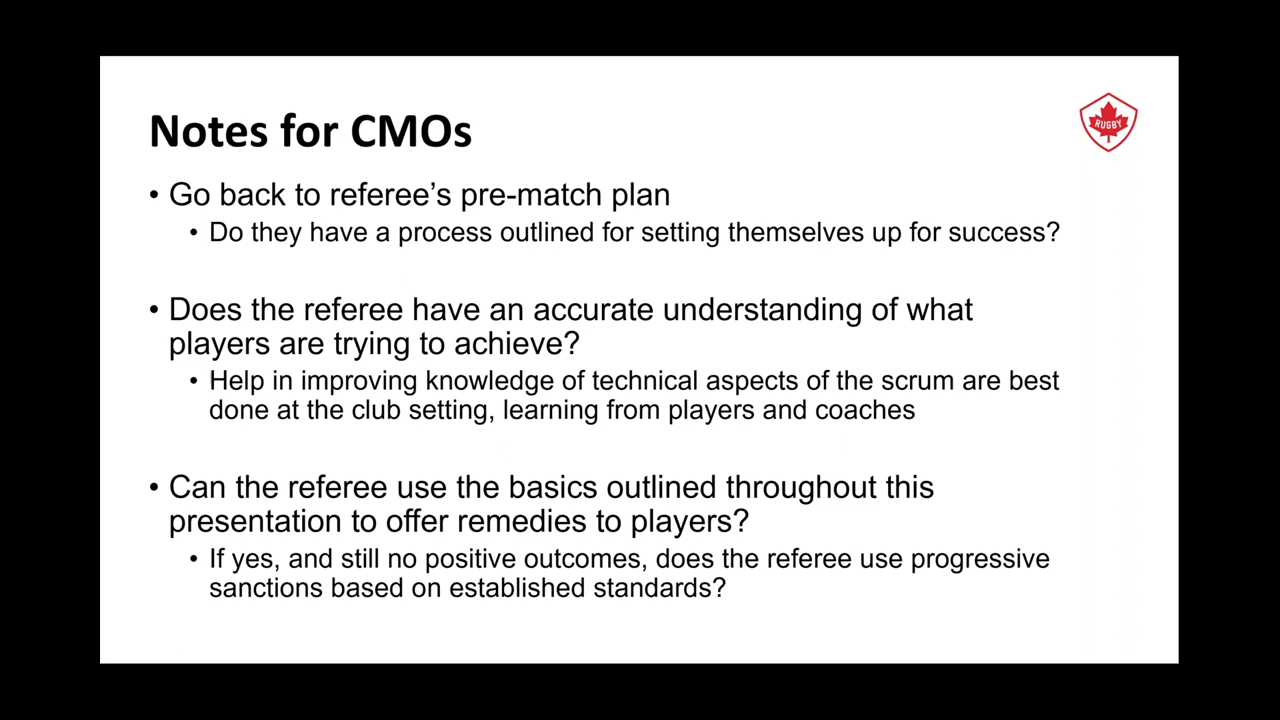 Notes for CMOs
RUGBY
• Go back to referee’s pre-match plan
• Do they have a process outlined for setting themselves up for success?
• Does the referee have an accurate understanding of what
players are trying to achieve?
• Help in improving knowledge of technical aspects of the scrum are best
done at the club setting, learning from players and coaches
• Can the referee use the basics outlined throughout this
presentation to offer remedies to players?
• If yes, and still no positive outcomes, does the referee use progressive
sanctions based on established standards?